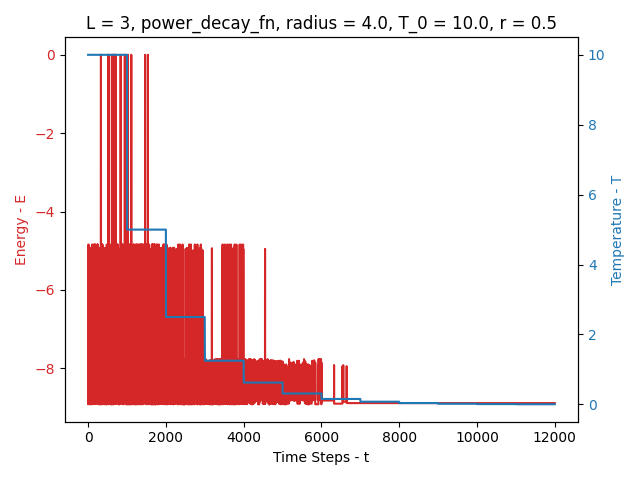 L = 3, power_decay_fn, radius = 4.0, T_0 = 10.0, r = 0.5
0
−2
−4
−6
−8
Energy - E
10
8
6
4
2
0
Temperature - T
0 2000 4000 6000 8000 10000 12000
Time Steps - t